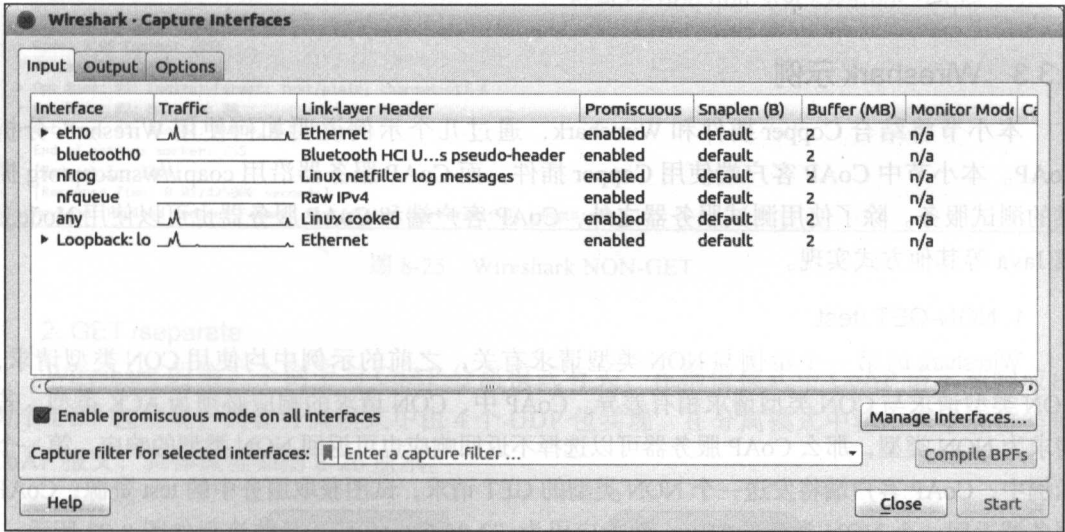 Wireshark · Capture Interfaces
Input Output Options
Interface Traffic Link-layer Header Promiscuous Snaplen (B) Buffer (MB) Monitor Mode Ca
▸ eth0 Ethernet enabled default 2 n/a
bluetooth0 Bluetooth HCI U...s pseudo-header enabled default 2 n/a
nflog Linux netfilter log messages enabled default 2 n/a
nfqueue Raw IPv4 enabled default 2 n/a
any Linux cooked enabled default 2 n/a
▸ Loopback: lo Ethernet enabled default 2 n/a
Enable promiscuous mode on all interfaces
Manage Interfaces...
Capture filter for selected interfaces: Enter a capture filter ...
Compile BPFs
Help Close Start